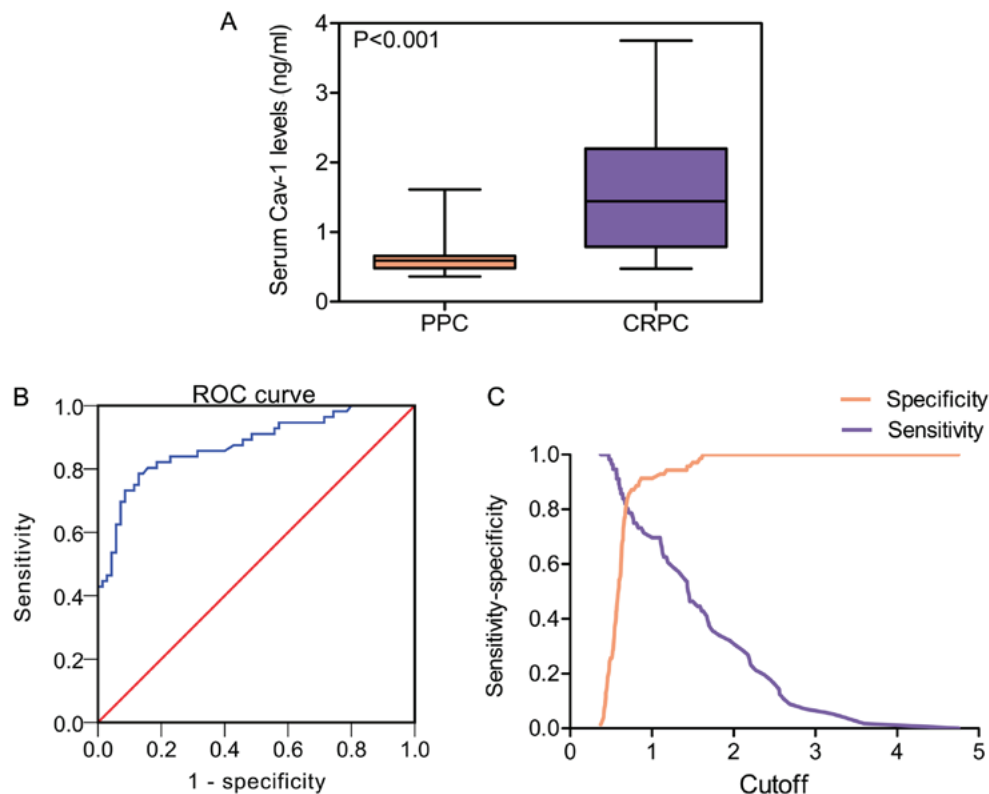 A
P<0.001
Serum Cav-1 levels (ng/ml)
4
3
2
1
0
PPC CRPC
B
ROC curve
Sensitivity
1.0
0.8
0.6
0.4
0.2
0.0
0.0 0.2 0.4 0.6 0.8 1.0
1 - specificity
C
Specificity
Sensitivity
Sensitivity-specificity
1.0
0.8
0.6
0.4
0.2
0.0
0 1 2 3 4 5
Cutoff